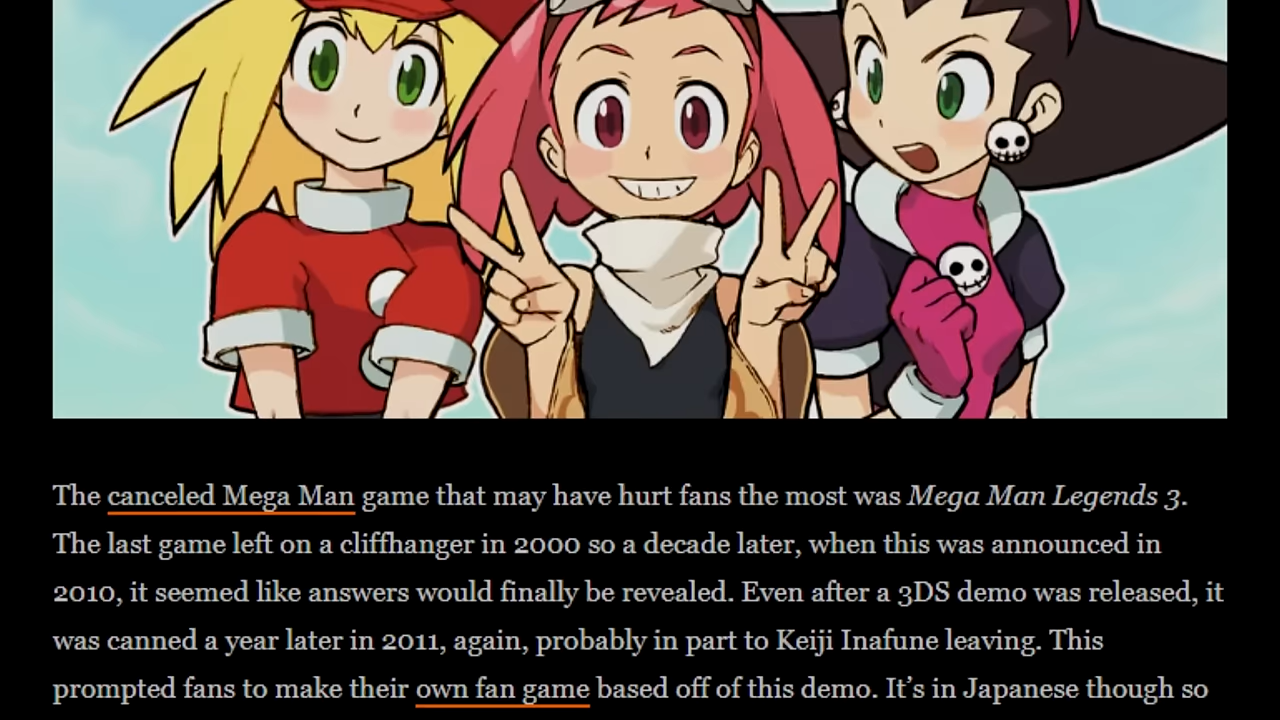 The canceled Mega Man game that may have hurt fans the most was Mega Man Legends 3.
The last game left on a cliffhanger in 2000 so a decade later, when this was announced in
2010, it seemed like answers would finally be revealed. Even after a 3DS demo was released, it
was canned a year later in 2011, again, probably in part to Keiji Inafune leaving. This
prompted fans to make their own fan game based off of this demo. It’s in Japanese though so